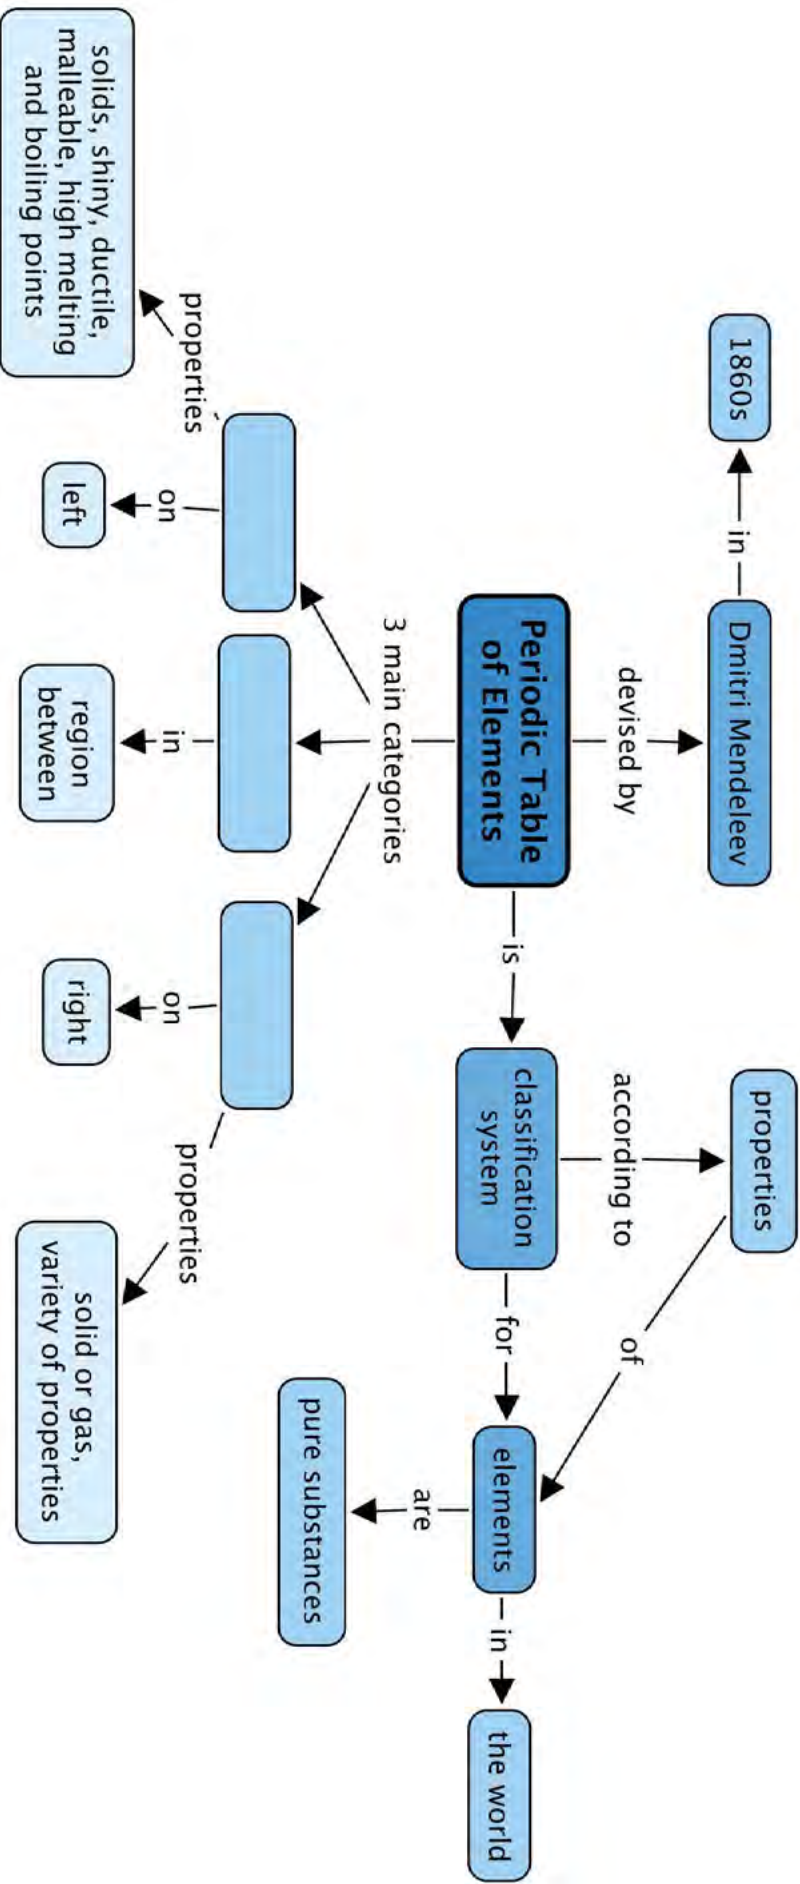 1860s
in
Dmitri Mendeleev
devised by
properties
according to
of
Periodic Table
of Elements
is
classification
system
for
elements
in
the world
are
pure substances
3 main categories
properties
solids, shiny, ductile,
malleable, high melting
and boiling points
on
left
in
region
between
on
right
properties
solid or gas,
variety of properties